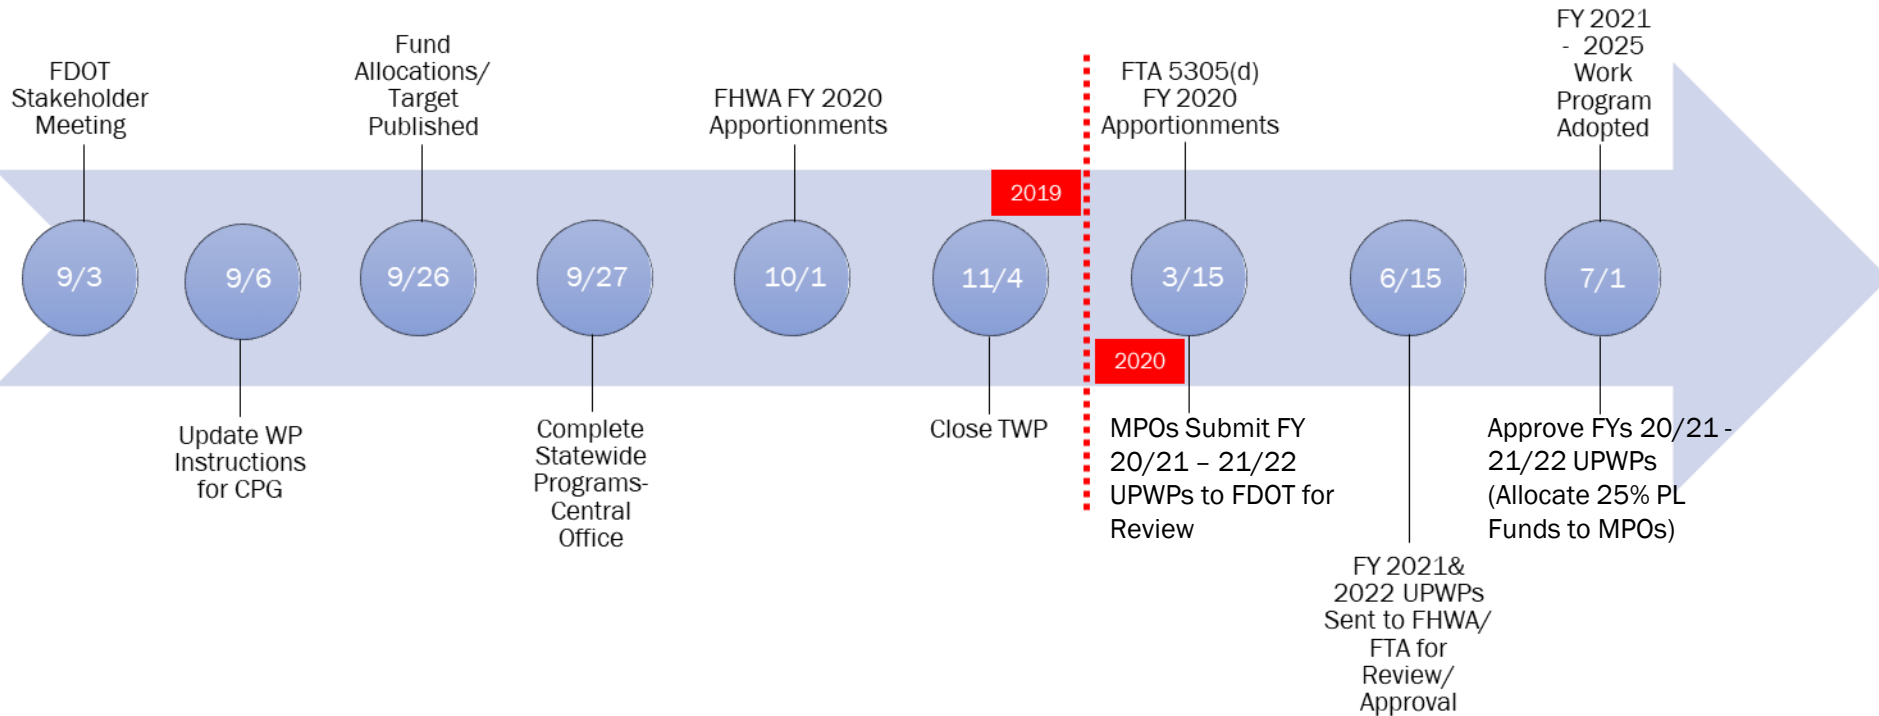 FDOT
Stakeholder
Meeting
Fund
Allocations/
Target
Published
FHWA FY 2020
Apportionments
FTA 5305(d)
FY 2020
Apportionments
FY 2021
- 2025
Work
Program
Adopted
2019
9/3
9/6
9/26
9/27
10/1
11/4
3/15
6/15
7/1
2020
Update WP
Instructions
for CPG
Complete
Statewide
Programs-
Central
Office
Close TWP
MPOs Submit FY
20/21 – 21/22
UPWPs to FDOT for
Review
FY 2021&
2022 UPWPs
Sent to FHWA/
FTA for
Review/
Approval
Approve FYs 20/21 -
21/22 UPWPs
(Allocate 25% PL
Funds to MPOs)